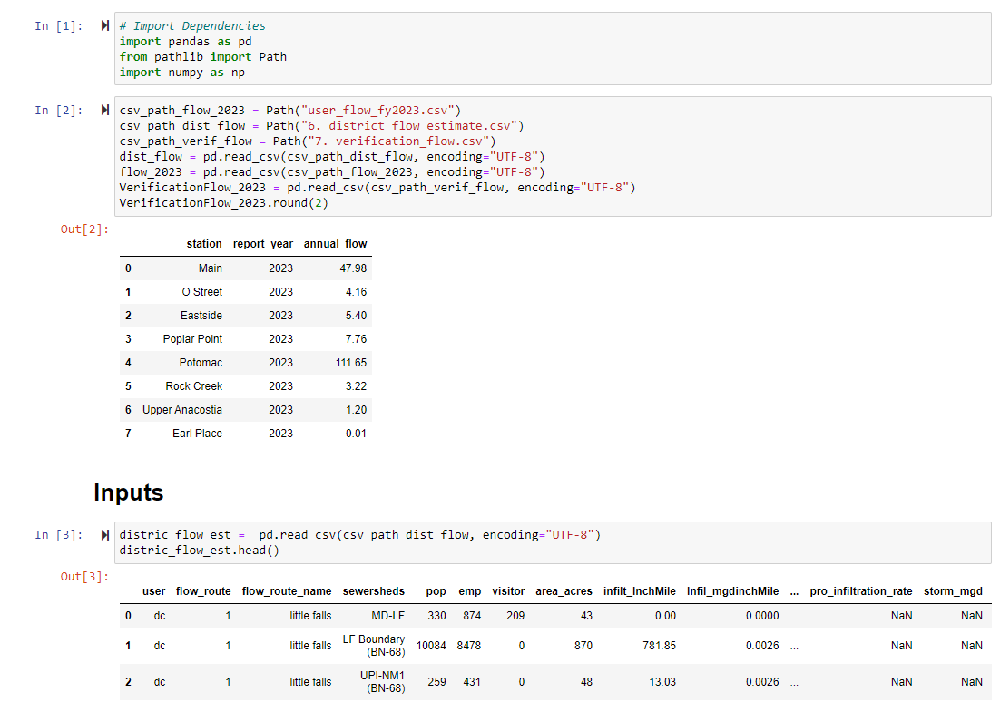 In [1]:
# Import Dependencies
import pandas as pd
from pathlib import Path
import numpy as np
In [2]:
csv_path_flow_2023 = Path("user_flow_fy2023.csv")
csv_path_dist_flow = Path("6. district_flow_estimate.csv")
csv_path_verif_flow = Path("7. verification_flow.csv")
dist_flow = pd.read_csv(csv_path_dist_flow, encoding="UTF-8")
flow_2023 = pd.read_csv(csv_path_flow_2023, encoding="UTF-8")
VerificationFlow_2023 = pd.read_csv(csv_path_verif_flow, encoding="UTF-8")
VerificationFlow_2023.round(2)
Out[2]:
station report_year annual_flow
0 Main 2023 47.98
1 O Street 2023 4.16
2 Eastside 2023 5.40
3 Poplar Point 2023 7.76
4 Potomac 2023 111.65
5 Rock Creek 2023 3.22
6 Upper Anacostia 2023 1.20
7 Earl Place 2023 0.01
Inputs
In [3]:
distric_flow_est =  pd.read_csv(csv_path_dist_flow, encoding="UTF-8")
distric_flow_est.head()
Out[3]:
user flow_route flow_route_name sewersheds pop emp visitor area_acres infilt_InchMile Infil_mgdinchMile ... pro_infiltration_rate storm_mgd
0 dc 1 little falls MD-LF 330 874 209 43 0.00 0.0000 ... NaN NaN
1 dc 1 little falls LF Boundary (BN-68) 10084 8478 0 870 781.85 0.0026 ... NaN NaN
2 dc 1 little falls UPI-NM1 (BN-68) 259 431 0 48 13.03 0.0026 ... NaN NaN